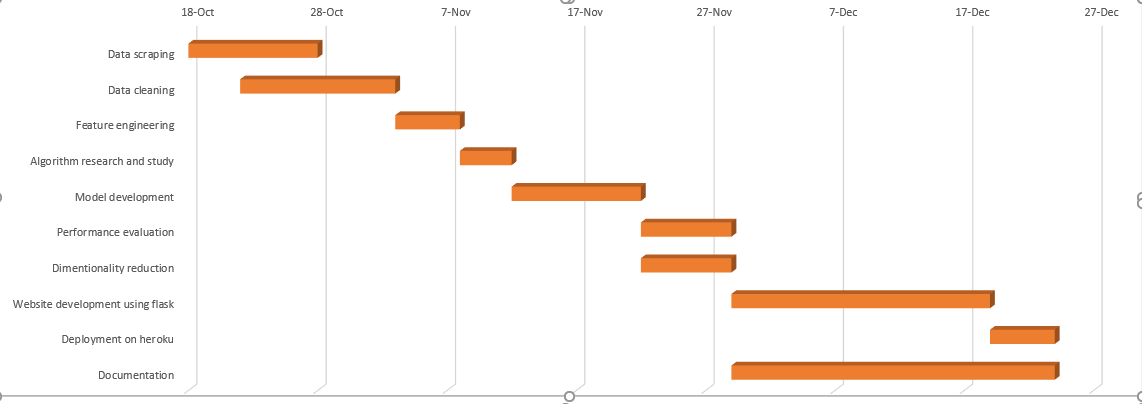 18-Oct 28-Oct 7-Nov 17-Nov 27-Nov 7-Dec 17-Dec 27-Dec
Data scraping
Data cleaning
Feature engineering
Algorithm research and study
Model development
Performance evaluation
Dimentionality reduction
Website development using flask
Deployment on heroku
Documentation